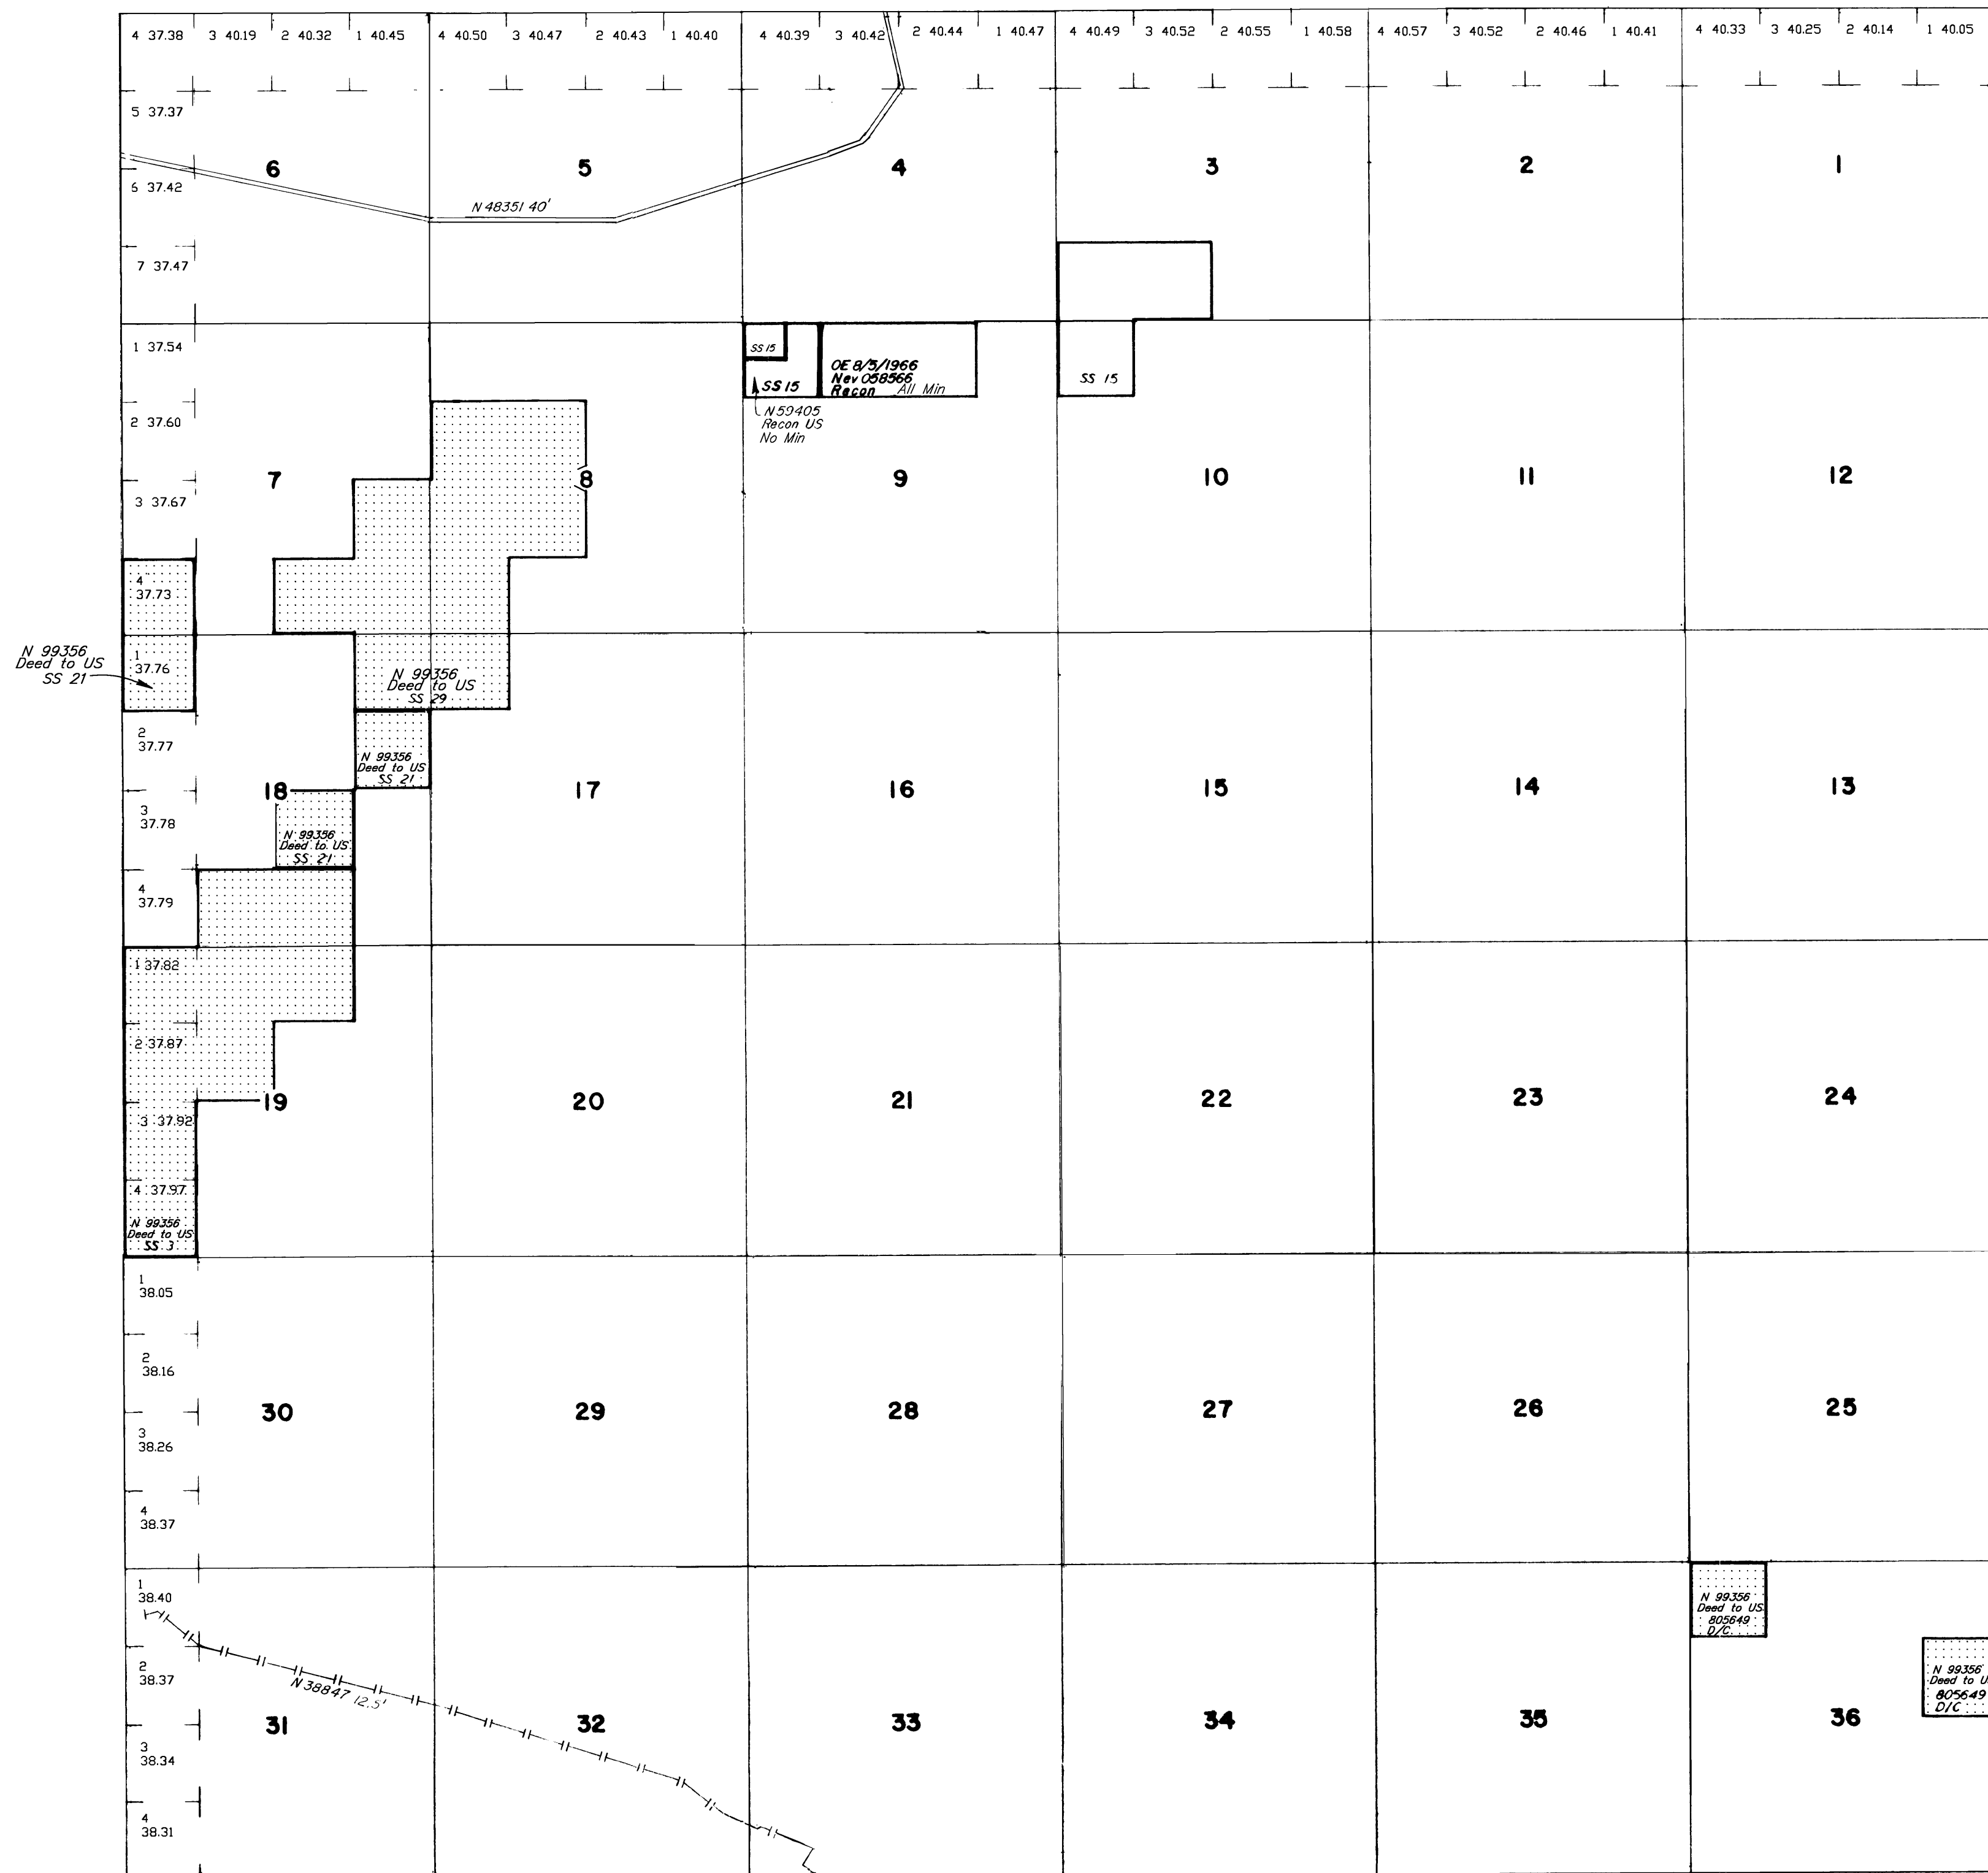 4 37.38 3 40.19 2 40.32 1 40.45 4 40.50 3 40.47 2 40.43 1 40.40 4 40.39 3 40.42 2 40.44 1 40.47 4 40.49 3 40.52 2 40.55 1 40.58 4 40.57 3 40.52 2 40.46 1 40.41 4 40.33 3 40.25 2 40.14 1 40.05
5 37.37
6 5 4 3 2 1
6 37.42
N 48351 40'
7 37.47
1 37.54
SS 15
SS 15
OE 8/5/1966
Nev 058566
Recon All Min
SS 15
N 59405
Recon US
No Min
2 37.60
7 8 9 10 11 12
3 37.67
4
37.73
N 99356
Deed to US
SS 21
1
37.76
N 99356
Deed to US
SS 29
2
37.77
N 99356
Deed to US
SS 21
18 17 16 15 14 13
3
37.78
N 99356
Deed to US
SS 21
4
37.79
1 37.82
2 37.87
19 20 21 22 23 24
3 37.92
4 37.97
N 99356
Deed to US
SS 3
1
38.05
2
38.16
30 29 28 27 26 25
3
38.26
4
38.37
1
38.40
N 99356
Deed to US
805649
D/C
2
38.37
N 38847 12.5'
N 99356
Deed to U
805649
D/C
31 32 33 34 35 36
3
38.34
4
38.31